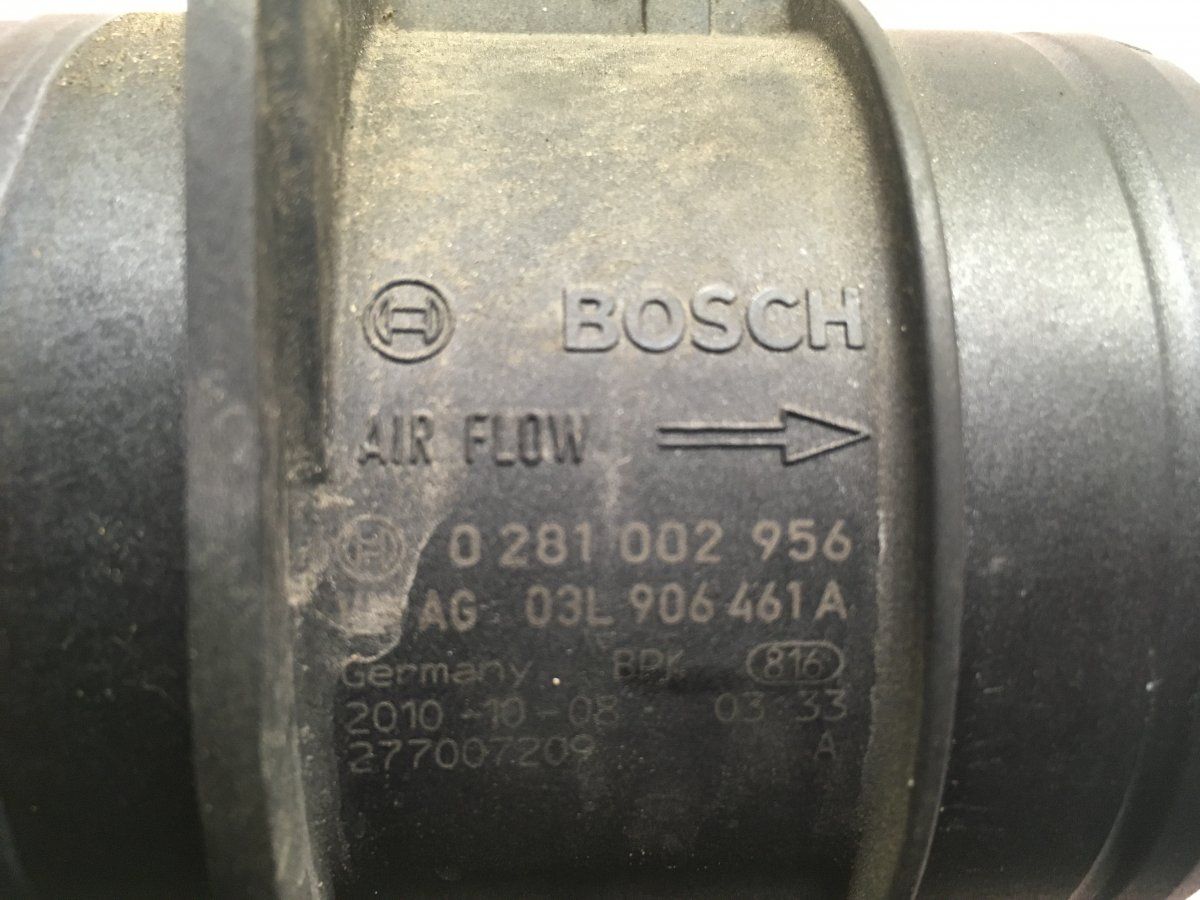 BOSCH
AIR FLOW
0 281 002 956
AG 03L 906 461 A
Germany BPK 816
2010-10-08 03:33
277007209 A